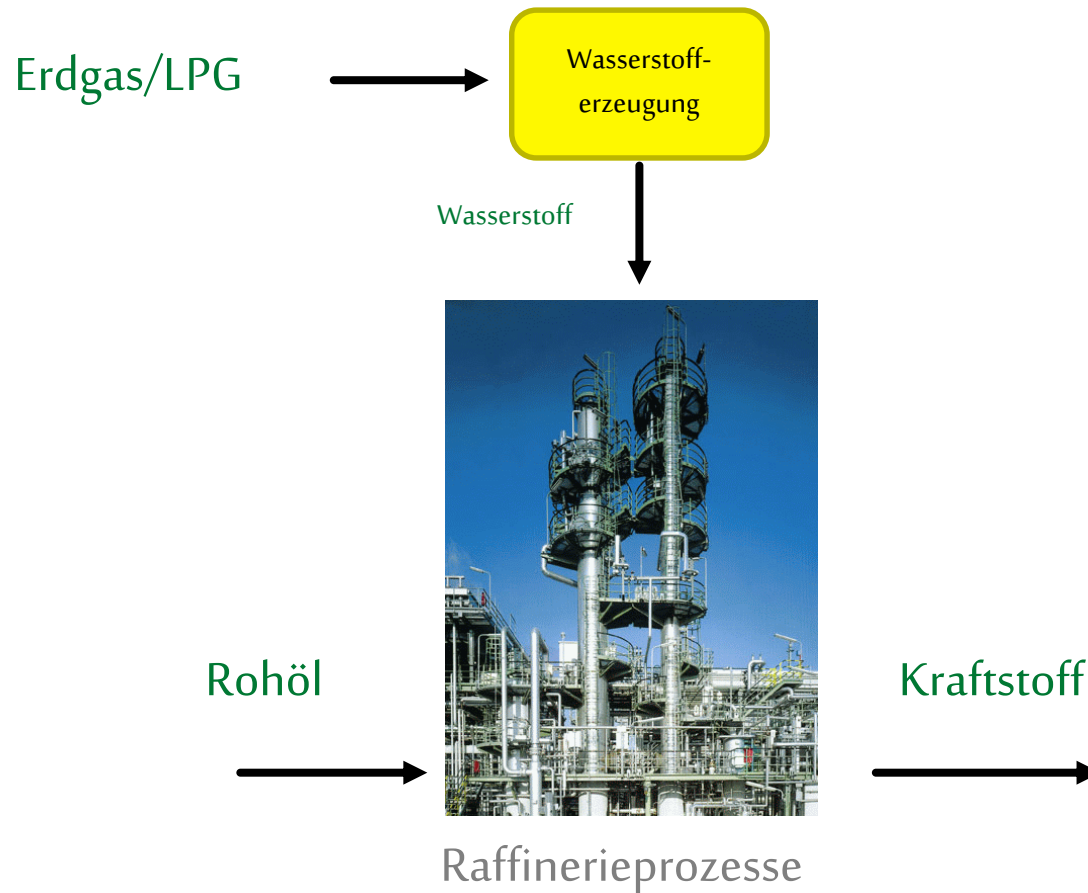 Erdgas/LPG
Wasserstoff-
erzeugung
Wasserstoff
Rohöl
Kraftstoff
Raffinerieprozesse